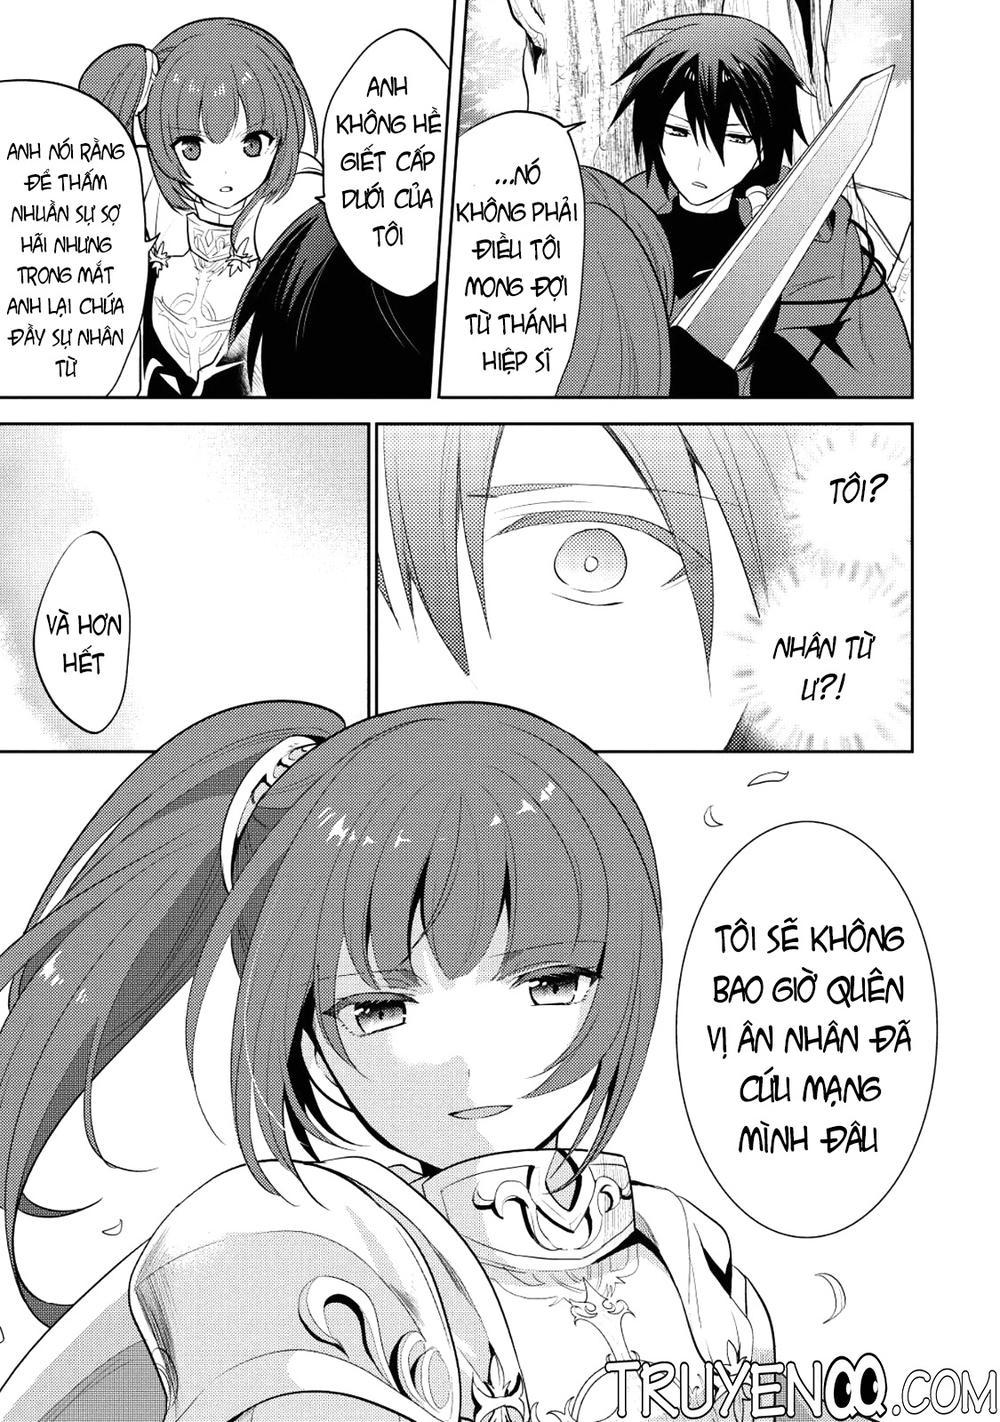 ...NÓ
KHÔNG PHẢI
ĐIỀU TÔI
MONG ĐỢI
TỪ THÁNH
HIỆP SĨ
ANH
KHÔNG HỀ
GIẾT CẤP
DƯỚI CỦA
TÔI
ANH NÓI RẰNG
ĐỂ THẤM
NHUẦN SỰ SỢ
HÃI NHƯNG
TRONG MẮT
ANH LẠI CHỨA
ĐẦY SỰ NHÂN
TỪ
TÔI?
NHÂN TỪ
Ư?!
VÀ HƠN
HẾT
TÔI SẼ KHÔNG
BAO GIỜ QUÊN
VỊ ÂN NHÂN ĐÃ
CỨU MẠNG
MÌNH ĐÂU
TRUYENQQ.COM